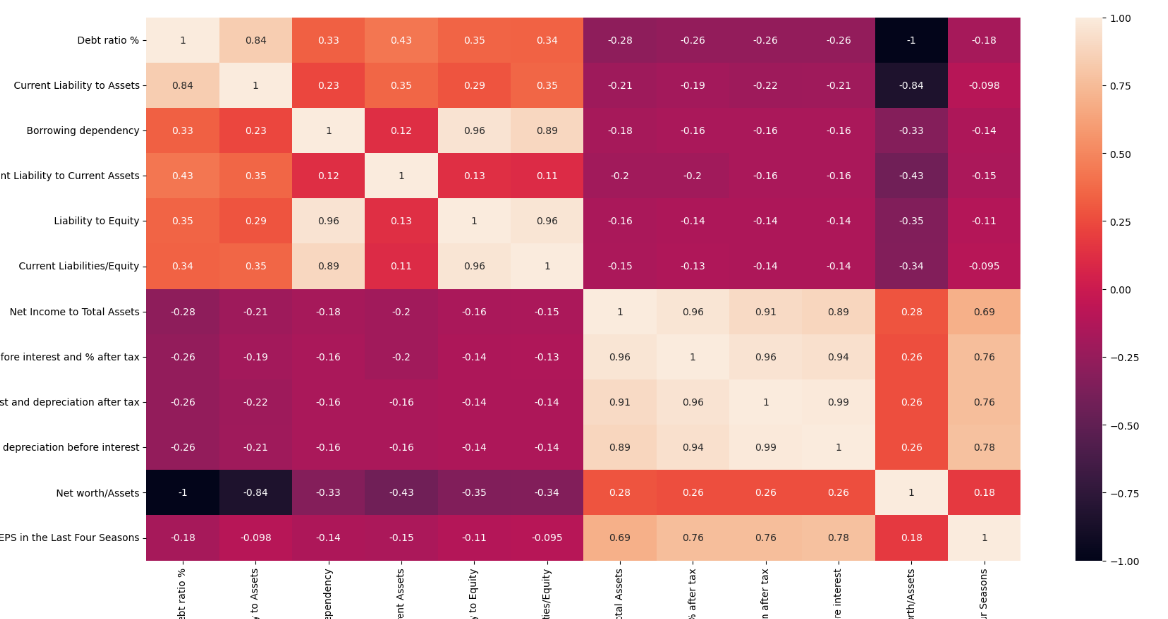 Debt ratio % 1 0.84 0.33 0.43 0.35 0.34 -0.28 -0.26 -0.26 -0.26 -1 -0.18
Current Liability to Assets 0.84 1 0.23 0.35 0.29 0.35 -0.21 -0.19 -0.22 -0.21 -0.84 -0.098
Borrowing dependency 0.33 0.23 1 0.12 0.96 0.89 -0.18 -0.16 -0.16 -0.16 -0.33 -0.14
nt Liability to Current Assets 0.43 0.35 0.12 1 0.13 0.11 -0.2 -0.2 -0.16 -0.16 -0.43 -0.15
Liability to Equity 0.35 0.29 0.96 0.13 1 0.96 -0.16 -0.14 -0.14 -0.14 -0.35 -0.11
Current Liabilities/Equity 0.34 0.35 0.89 0.11 0.96 1 -0.15 -0.13 -0.14 -0.14 -0.34 -0.095
Net Income to Total Assets -0.28 -0.21 -0.18 -0.2 -0.16 -0.15 1 0.96 0.91 0.89 0.28 0.69
fore interest and % after tax -0.26 -0.19 -0.16 -0.2 -0.14 -0.13 0.96 1 0.96 0.94 0.26 0.76
st and depreciation after tax -0.26 -0.22 -0.16 -0.16 -0.14 -0.14 0.91 0.96 1 0.99 0.26 0.76
depreciation before interest -0.26 -0.21 -0.16 -0.16 -0.14 -0.14 0.89 0.94 0.99 1 0.26 0.78
Net worth/Assets -1 -0.84 -0.33 -0.43 -0.35 -0.34 0.28 0.26 0.26 0.26 1 0.18
EPS in the Last Four Seasons -0.18 -0.098 -0.14 -0.15 -0.11 -0.095 0.69 0.76 0.76 0.78 0.18 1
ebt ratio %
y to Assets
ependency
ent Assets
y to Equity
ties/Equity
otal Assets
% after tax
n after tax
re interest
rth/Assets
ur Seasons
1.00
0.75
0.50
0.25
0.00
−0.25
−0.50
−0.75
−1.00